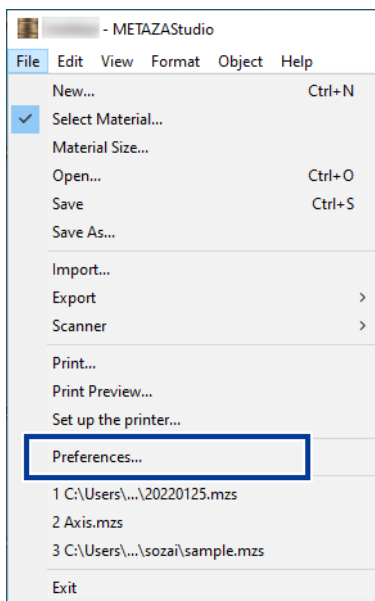 - METAZAStudio
File Edit View Format Object Help
New... Ctrl+N
Select Material...
Material Size...
Open... Ctrl+O
Save Ctrl+S
Save As...
Import...
Export
Scanner
Print...
Print Preview...
Set up the printer...
Preferences...
1 C:\Users\...\20220125.mzs
2 Axis.mzs
3 C:\Users\...\sozai\sample.mzs
Exit